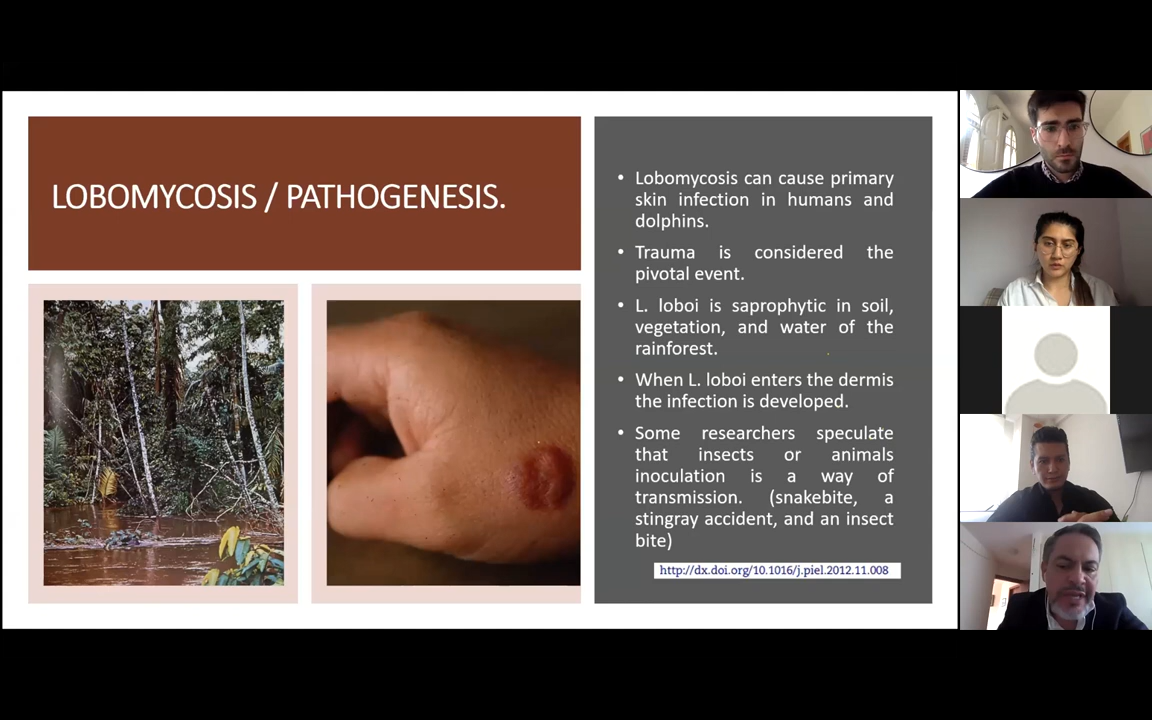 LOBOMYCOSIS / PATHOGENESIS.
• Lobomycosis can cause primary
skin infection in humans and
dolphins.
• Trauma is considered the
pivotal event.
• L. loboi is saprophytic in soil,
vegetation, and water of the
rainforest.
• When L. loboi enters the dermis
the infection is developed.
• Some researchers speculate
that insects or animals
inoculation is a way of
transmission. (snakebite, a
stingray accident, and an insect
bite)
http://dx.doi.org/10.1016/j.piel.2012.11.008